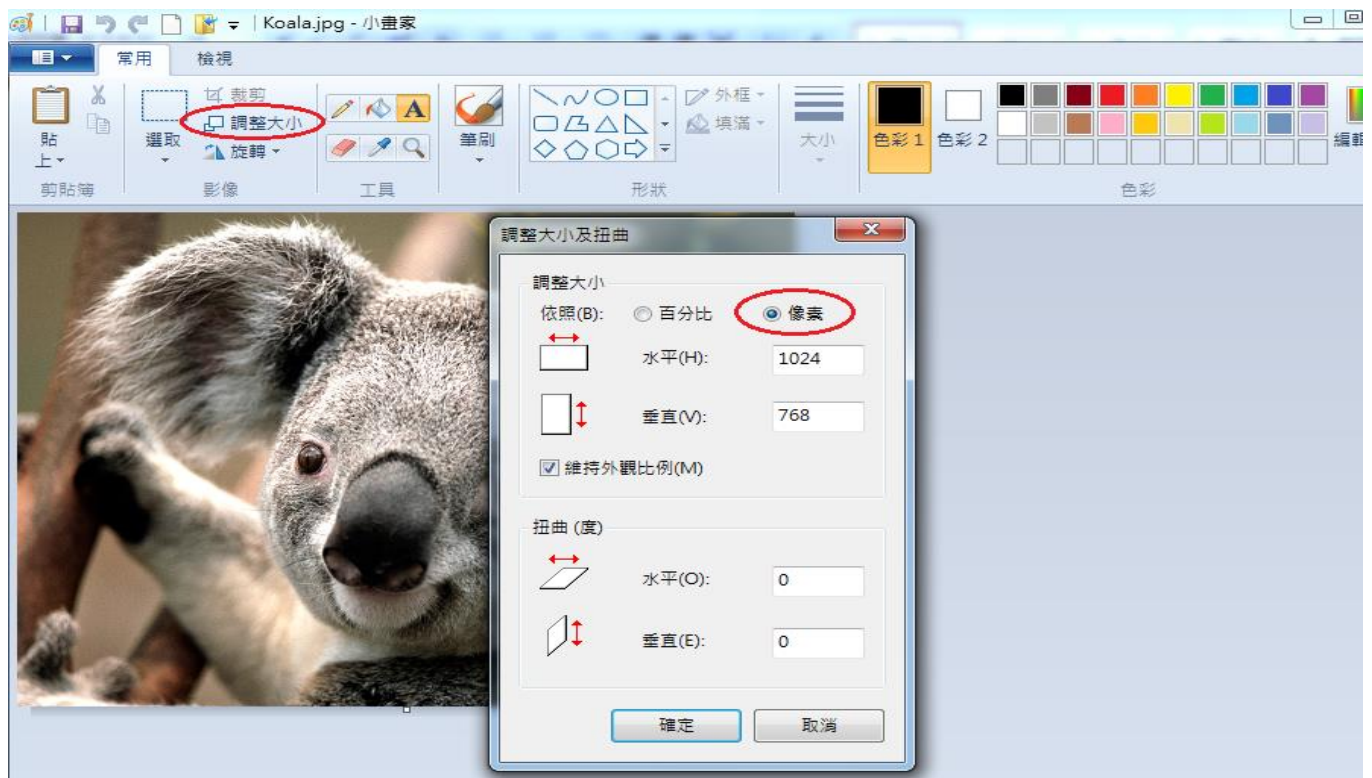 Koala.jpg - 小畫家
常用 檢視
貼上
剪貼簿
選取
裁剪
調整大小
旋轉
影像
A
工具
筆刷
外框
填滿
形狀
大小
色彩 1
色彩 2
色彩
調整大小及扭曲
調整大小
依照(B): 百分比 像素
水平(H): 1024
垂直(V): 768
維持外觀比例(M)
扭曲 (度)
水平(O): 0
垂直(E): 0
確定 取消